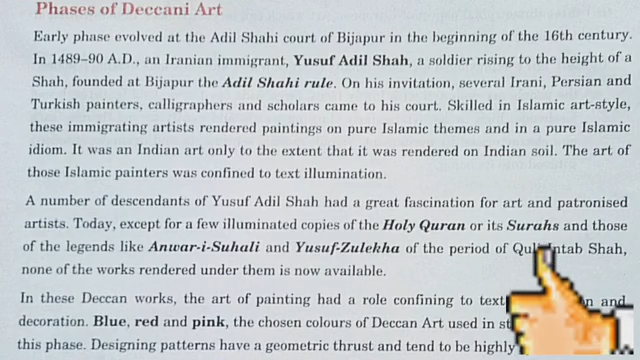 Phases of Deccani Art
Early phase evolved at the Adil Shahi court of Bijapur in the beginning of the 16th century.
In 1489–90 A.D., an Iranian immigrant, Yusuf Adil Shah, a soldier rising to the height of a
Shah, founded at Bijapur the Adil Shahi rule. On his invitation, several Irani, Persian and
Turkish painters, calligraphers and scholars came to his court. Skilled in Islamic art-style,
these immigrating artists rendered paintings on pure Islamic themes and in a pure Islamic
idiom. It was an Indian art only to the extent that it was rendered on Indian soil. The art of
those Islamic painters was confined to text illumination.
A number of descendants of Yusuf Adil Shah had a great fascination for art and patronised
artists. Today, except for a few illuminated copies of the Holy Quran or its Surahs and those
of the legends like Anwar-i-Suhali and Yusuf-Zulekha of the period of Shah,
none of the works rendered under them is now available.
In these Deccan works, the art of painting had a role confining to text and
decoration. Blue, red and pink, the chosen colours of Deccan Art used in
this phase. Designing patterns have a geometric thrust and tend to be highly